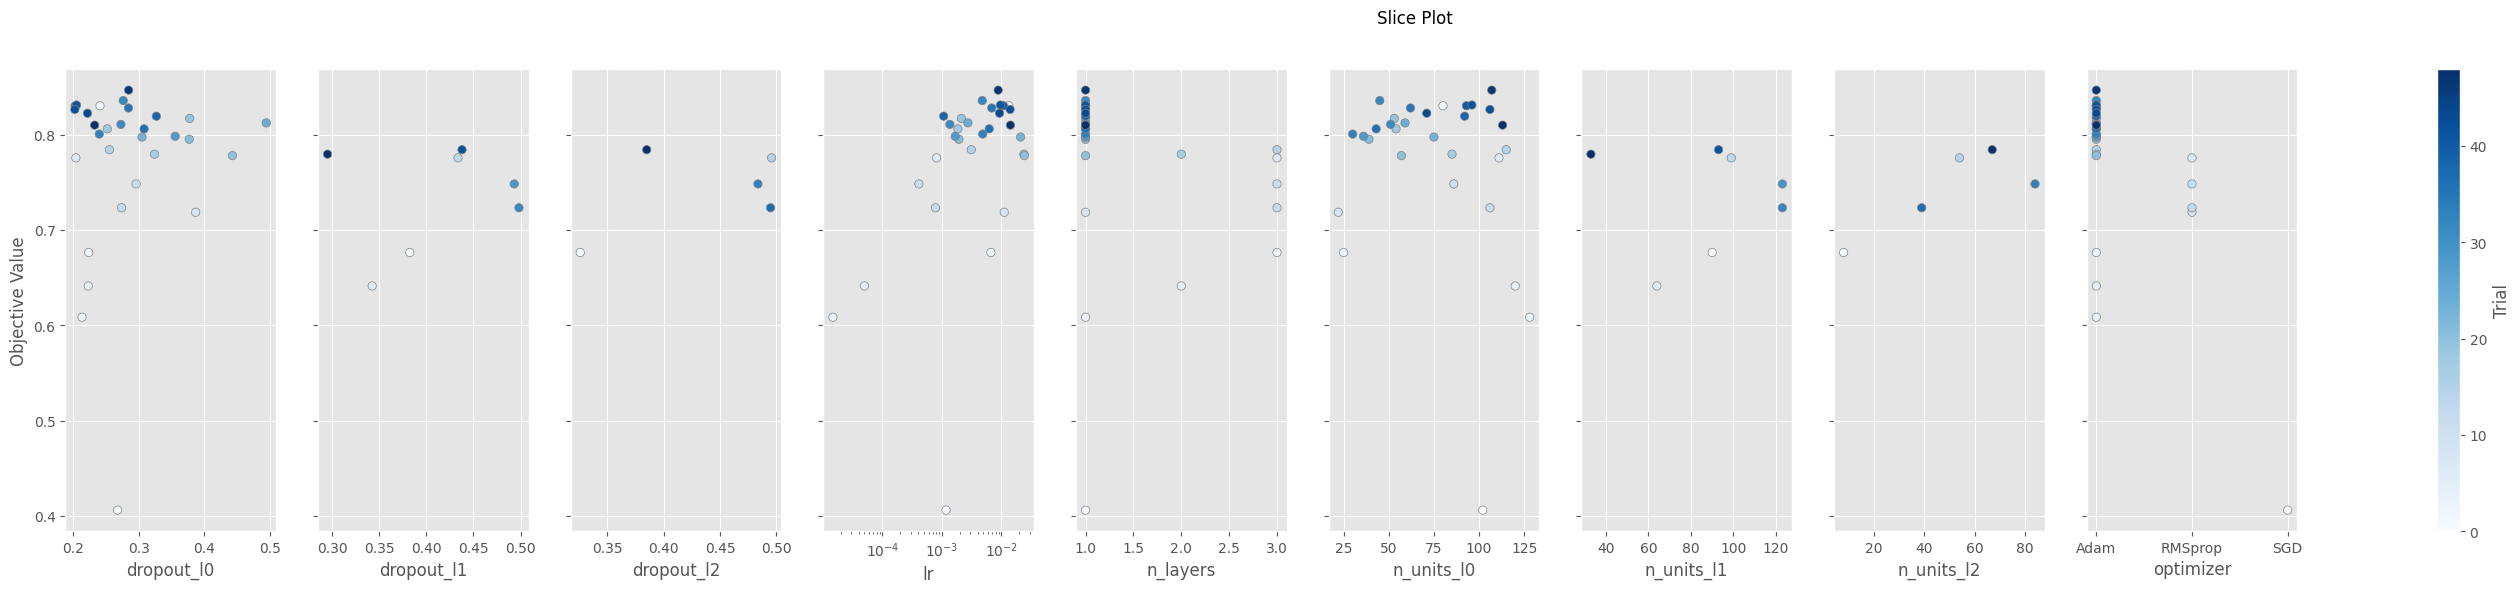 Slice Plot
Objective Value
0.8
0.7
0.6
0.5
0.4
0.2 0.3 0.4 0.5
dropout_l0
0.30 0.35 0.40 0.45 0.50
dropout_l1
0.35 0.40 0.45 0.50
dropout_l2
10⁻⁴ 10⁻³ 10⁻²
lr
1.0 1.5 2.0 2.5 3.0
n_layers
25 50 75 100 125
n_units_l0
40 60 80 100 120
n_units_l1
20 40 60 80
n_units_l2
Adam RMSprop SGD
optimizer
40
30
20
10
0
Trial